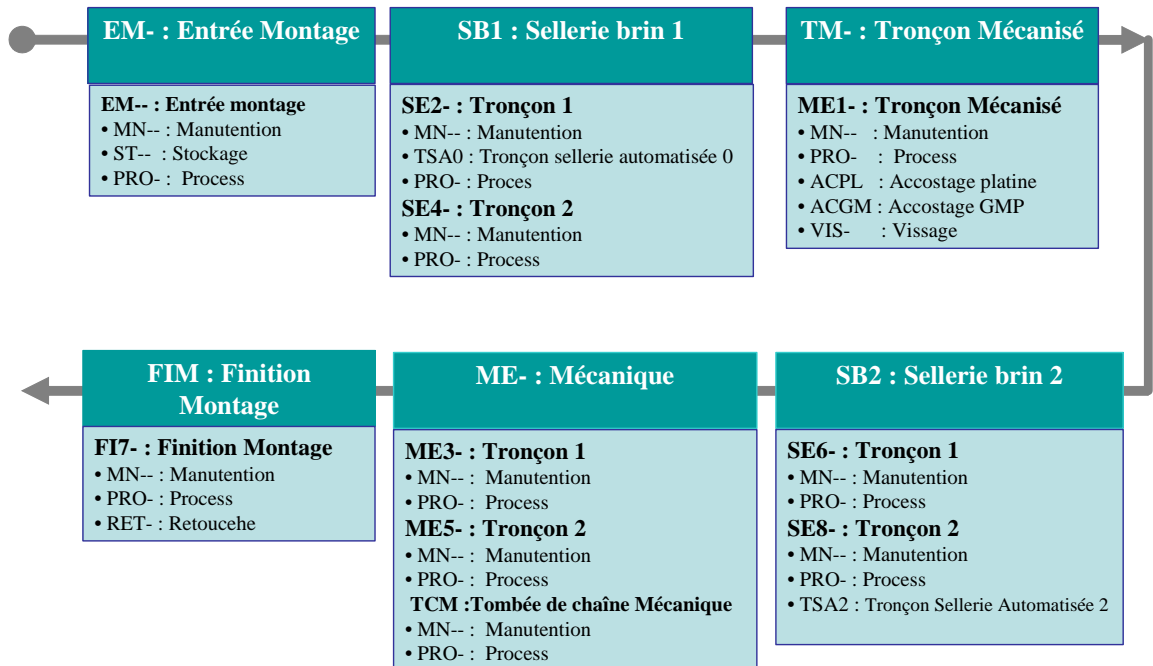 EM- : Entrée Montage
EM-- : Entrée montage
• MN-- : Manutention
• ST-- : Stockage
• PRO- : Process
SB1 : Sellerie brin 1
SE2- : Tronçon 1
• MN-- : Manutention
• TSA0 : Tronçon sellerie automatisée 0
• PRO- : Proces
SE4- : Tronçon 2
• MN-- : Manutention
• PRO- : Process
TM- : Tronçon Mécanisé
ME1- : Tronçon Mécanisé
• MN-- : Manutention
• PRO- : Process
• ACPL : Accostage platine
• ACGM : Accostage GMP
• VIS- : Vissage
FIM : Finition
Montage
FI7- : Finition Montage
• MN-- : Manutention
• PRO- : Process
• RET- : Retoucehe
ME- : Mécanique
ME3- : Tronçon 1
• MN-- : Manutention
• PRO- : Process
ME5- : Tronçon 2
• MN-- : Manutention
• PRO- : Process
TCM :Tombée de chaîne Mécanique
• MN-- : Manutention
• PRO- : Process
SB2 : Sellerie brin 2
SE6- : Tronçon 1
• MN-- : Manutention
• PRO- : Process
SE8- : Tronçon 2
• MN-- : Manutention
• PRO- : Process
• TSA2 : Tronçon Sellerie Automatisée 2